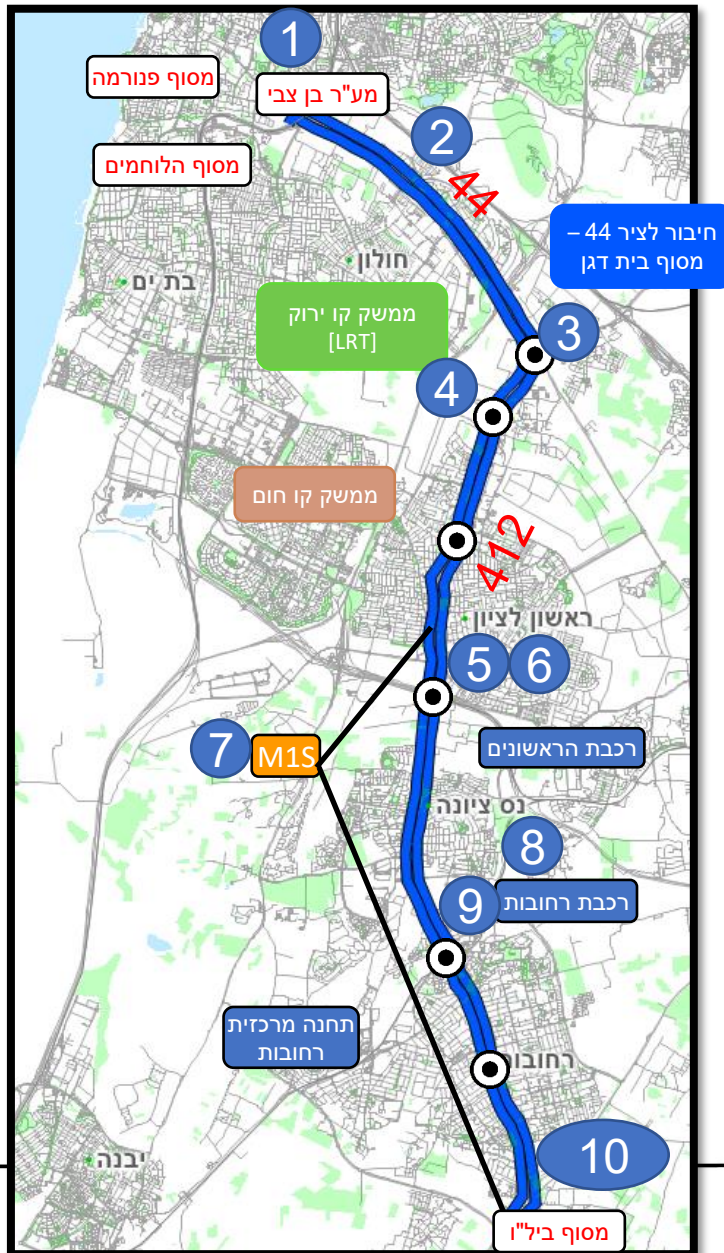 1
מסוף פנורמה
מע"ר בן צבי
2
מסוף הלוחמים
44
חיבור לציר 44 –
מסוף בית דגן
חולון
בת ים
ממשק קו ירוק
[LRT]
3
4
ממשק קו חום
412
ראשון לציון
5
6
7
M1S
רכבת הראשונים
נס ציונה
8
9
רכבת רחובות
תחנה מרכזית
רחובות
רחובות
יבנה
10
מסוף ביל"ו